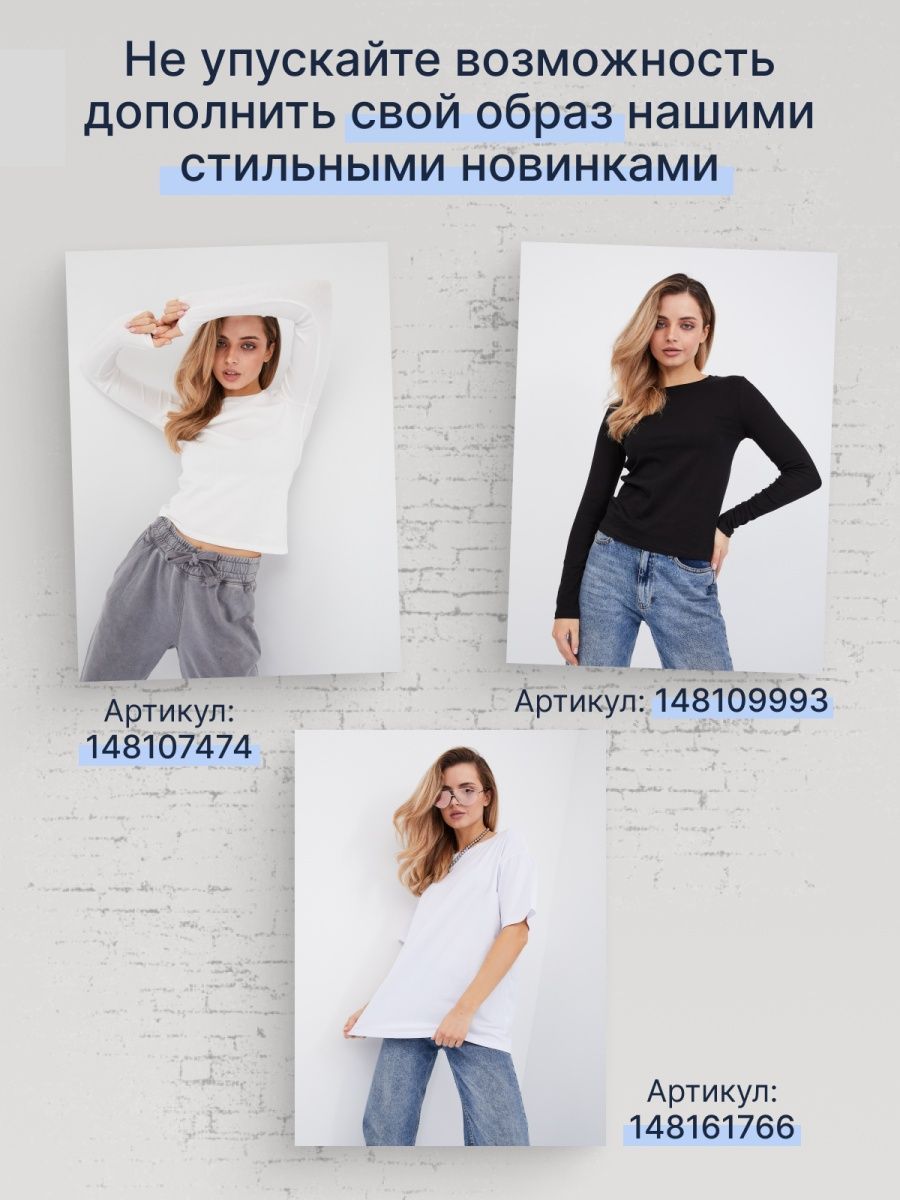 Не упускайте возможность
дополнить свой образ нашими
стильными новинками
Артикул:
148107474
Артикул: 148109993
Артикул:
148161766